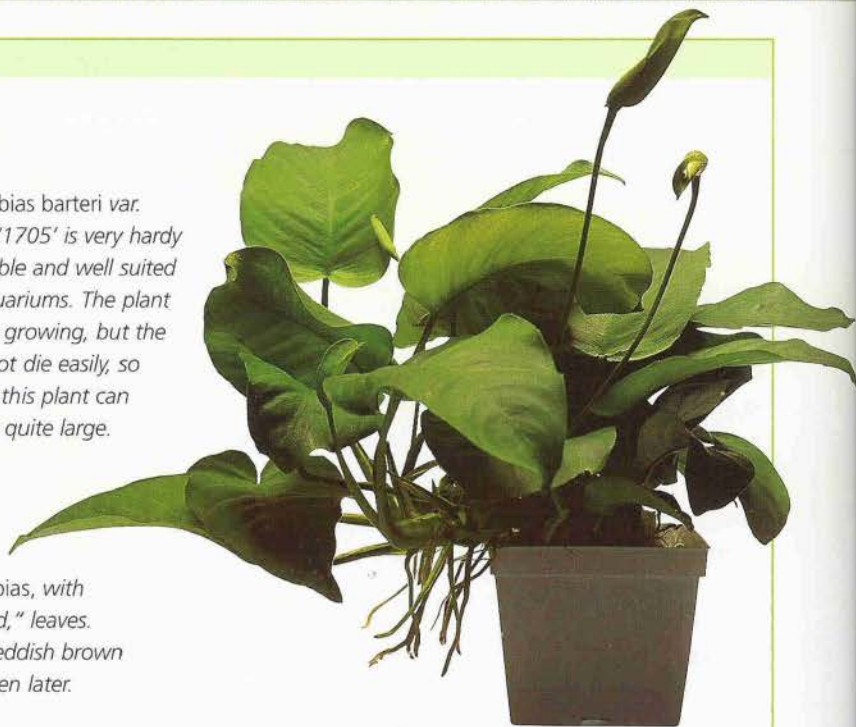 bias barteri var.
'1705' is very hardy
ble and well suited
uariums. The plant
growing, but the
ot die easily, so
this plant can
quite large.
bias, with
d," leaves.
eddish brown
en later.